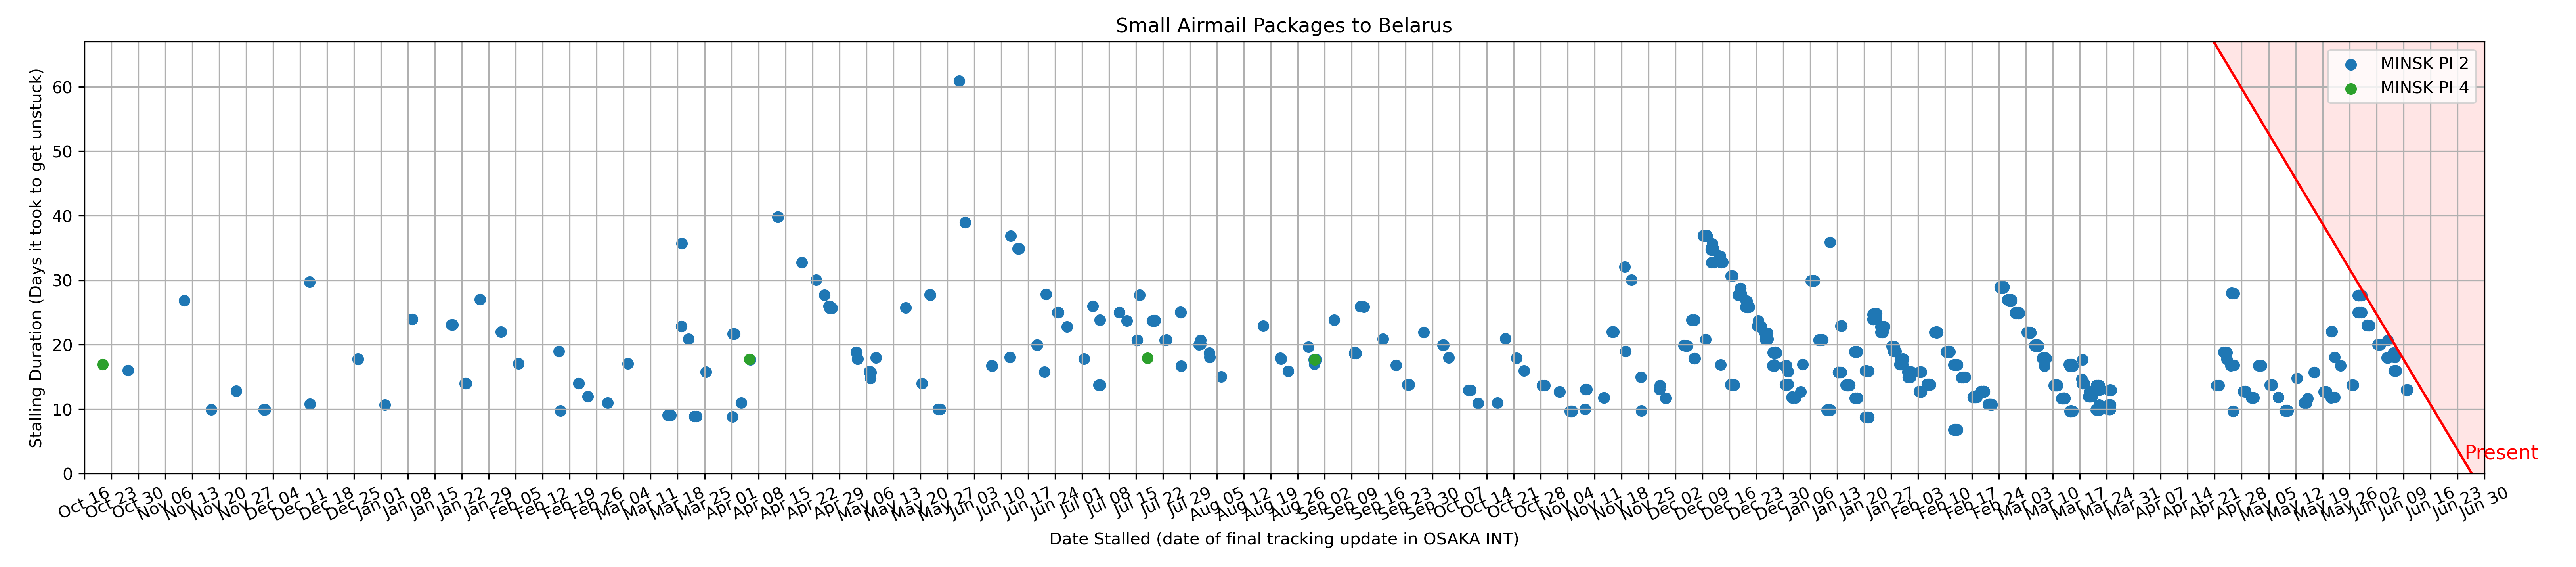 Small Airmail Packages to Belarus
MINSK PI 2
MINSK PI 4
Stalling Duration (Days it took to get unstuck)
60
50
40
30
20
10
0
Present
Oct 16
Oct 23
Oct 30
Nov 06
Nov 13
Nov 20
Nov 27
Dec 04
Dec 11
Dec 18
Dec 25
Jan 01
Jan 08
Jan 15
Jan 22
Jan 29
Feb 05
Feb 12
Feb 19
Feb 26
Mar 04
Mar 11
Mar 18
Mar 25
Apr 01
Apr 08
Apr 15
Apr 22
Apr 29
May 06
May 13
May 20
May 27
Jun 03
Jun 10
Jun 17
Jun 24
Jul 01
Jul 08
Jul 15
Jul 22
Jul 29
Aug 05
Aug 12
Aug 19
Aug 26
Sep 02
Sep 09
Sep 16
Sep 23
Sep 30
Oct 07
Oct 14
Oct 21
Oct 28
Nov 04
Nov 11
Nov 18
Nov 25
Dec 02
Dec 09
Dec 16
Dec 23
Dec 30
Jan 06
Jan 13
Jan 20
Jan 27
Feb 03
Feb 10
Feb 17
Feb 24
Mar 03
Mar 10
Mar 17
Mar 24
Mar 31
Apr 07
Apr 14
Apr 21
Apr 28
May 05
May 12
May 19
May 26
Jun 02
Jun 09
Jun 16
Jun 23
Jun 30
Date Stalled (date of final tracking update in OSAKA INT)